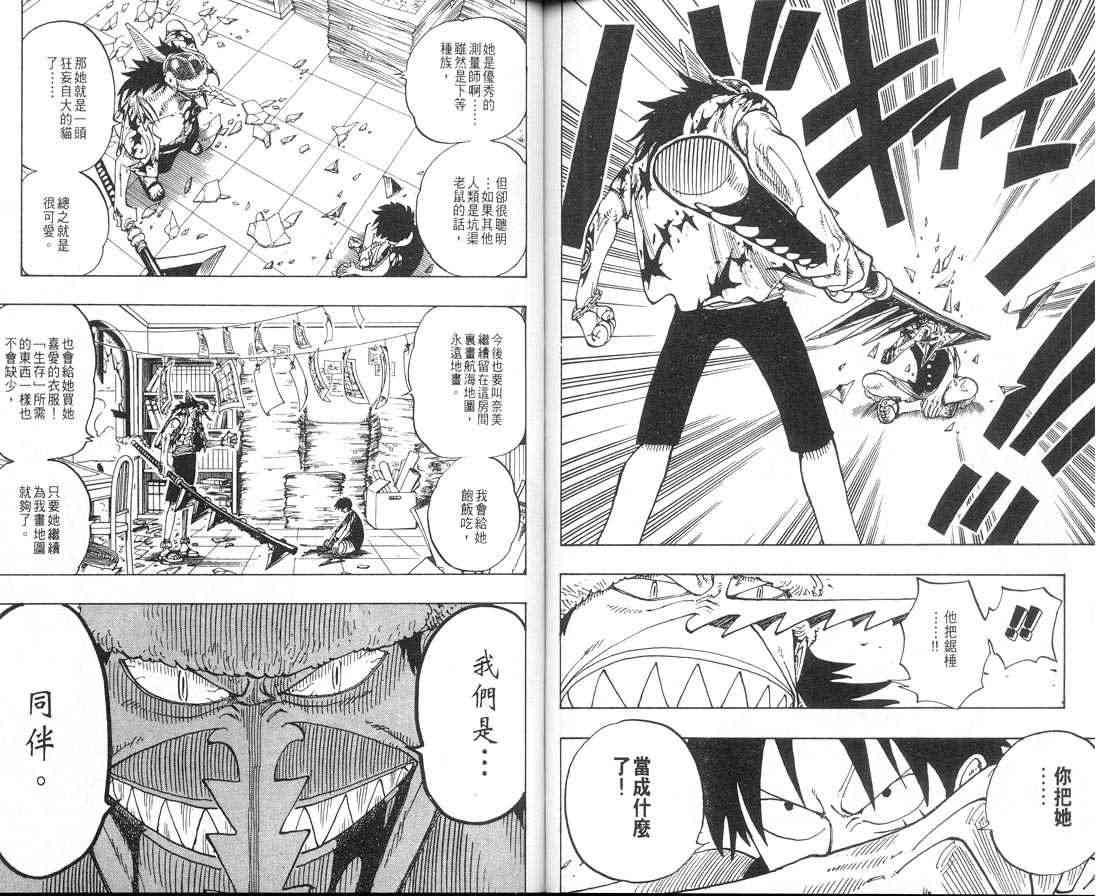 ギィィ
!!
他把鋸棰
……!!
你把她
……
當成什麼
了!
她是優秀的
測量師啊……
雖然是下等
種族，
但卻很聰明
…如果其他
人類是坑渠
老鼠的話，
那她就是一頭
狂妄自大的貓
了……
總之就是
很可愛。
今後也要叫奈美
繼續留在這房間
裏畫航海地圖，
永遠地畫。
我會給她
飽飯吃，
也會給她買她
喜愛的衣服！
「生存」所需
的東西一樣也
不會缺少，
只要她繼續
為我畫地圖
就夠了。
我們是…
同伴。